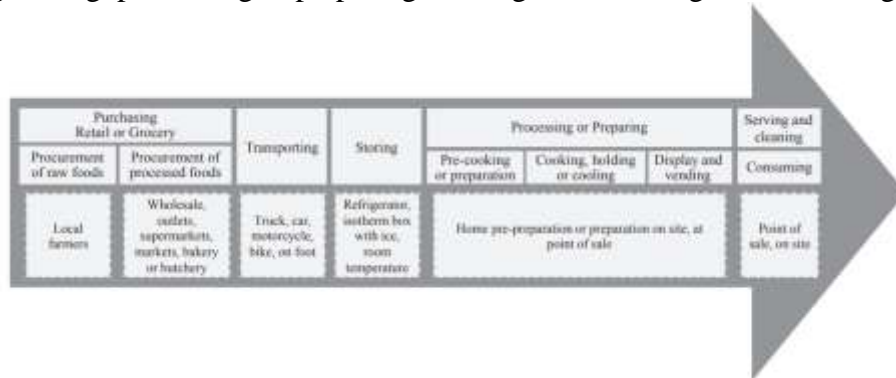 Purchasing
Retail or Grocery
Procurement
of raw foods
Procurement of
processed foods
Transporting
Storing
Processing or Preparing
Pre-cooking
or preparation
Cooking, holding
or cooling
Display and
vending
Serving and
cleaning
Consuming
Local
farmers
Wholesale,
outlets,
supermarkets,
markets, bakery
or butchery
Truck, car,
motorcycle,
bike, on foot
Refrigerator,
isotherm box
with ice,
room
temperature
Home pre-preparation or preparation on site, at
point of sale
Point of
sale, on site